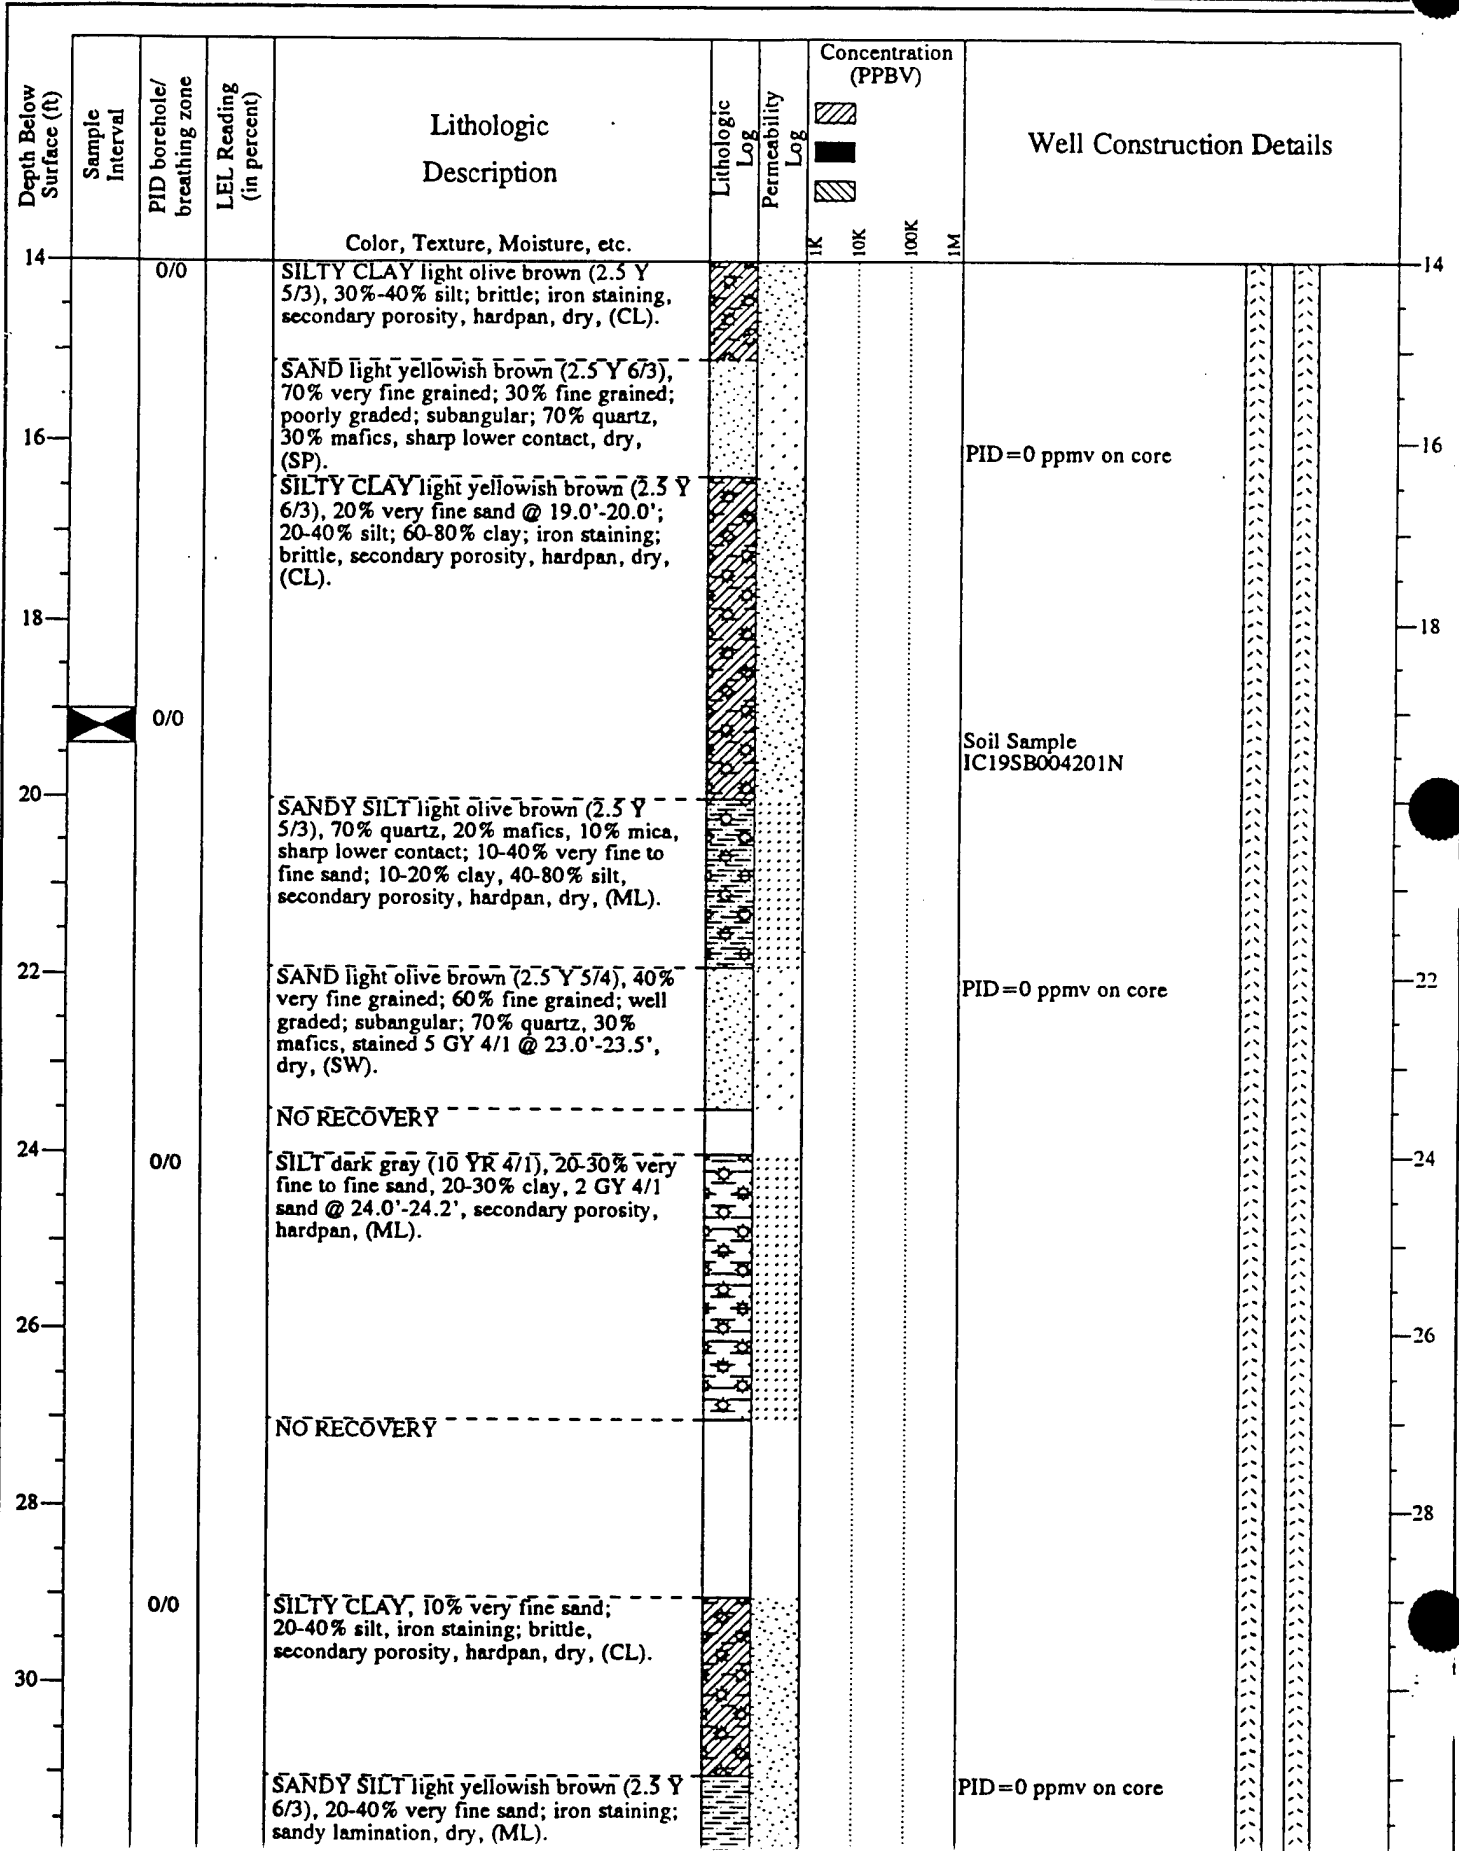 Depth Below
Surface (ft)
Sample
Interval
PID borehole/
breathing zone
LEL Reading
(in percent)
Lithologic
Description
Color, Texture, Moisture, etc.
Lithologic
Log
Permeability
Log
Concentration
(PPBV)
1K
10K
100K
1M
Well Construction Details
14
0/0
SILTY CLAY light olive brown (2.5 Y
5/3), 30%-40% silt; brittle; iron staining,
secondary porosity, hardpan, dry, (CL).
14
SAND light yellowish brown (2.5 Y 6/3),
70% very fine grained; 30% fine grained;
poorly graded; subangular; 70% quartz,
30% mafics, sharp lower contact, dry,
(SP).
16
PID=0 ppmv on core
16
SILTY CLAY light yellowish brown (2.5 Y
6/3), 20% very fine sand @ 19.0'-20.0';
20-40% silt; 60-80% clay; iron staining;
brittle, secondary porosity, hardpan, dry,
(CL).
18
18
0/0
Soil Sample
IC19SB004201N
20
SANDY SILT light olive brown (2.5 Y
5/3), 70% quartz, 20% mafics, 10% mica,
sharp lower contact; 10-40% very fine to
fine sand; 10-20% clay, 40-80% silt,
secondary porosity, hardpan, dry, (ML).
22
SAND light olive brown (2.5 Y 5/4), 40%
very fine grained; 60% fine grained; well
graded; subangular; 70% quartz, 30%
mafics, stained 5 GY 4/1 @ 23.0'-23.5',
dry, (SW).
PID=0 ppmv on core
22
NO RECOVERY
24
0/0
SILT dark gray (10 YR 4/1), 20-30% very
fine to fine sand, 20-30% clay, 2 GY 4/1
sand @ 24.0'-24.2', secondary porosity,
hardpan, (ML).
24
26
26
NO RECOVERY
28
28
0/0
SILTY CLAY, 10% very fine sand;
20-40% silt, iron staining; brittle,
secondary porosity, hardpan, dry, (CL).
30
SANDY SILT light yellowish brown (2.5 Y
6/3), 20-40% very fine sand; iron staining;
sandy lamination, dry, (ML).
PID=0 ppmv on core